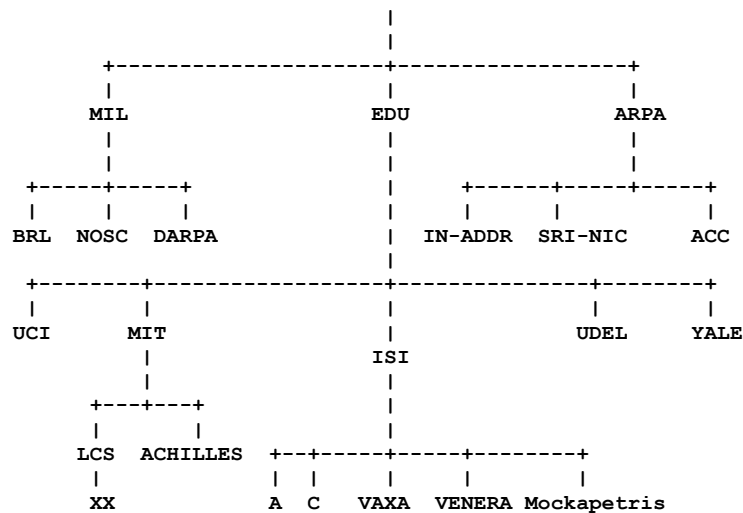 MIL EDU ARPA
BRL NOSC DARPA IN-ADDR SRI-NIC ACC
UCI MIT UDEL YALE
ISI
LCS ACHILLES
XX A C VAXA VENERA Mockapetris